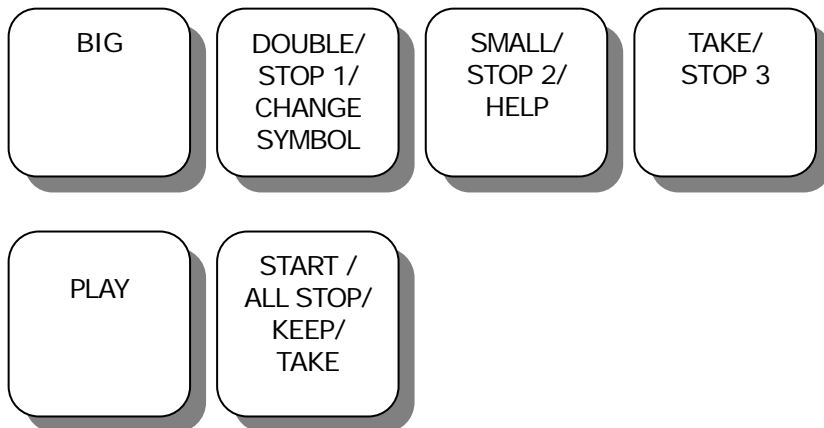 BIG
DOUBLE/
STOP 1/
CHANGE
SYMBOL
SMALL/
STOP 2/
HELP
TAKE/
STOP 3
PLAY
START /
ALL STOP/
KEEP/
TAKE